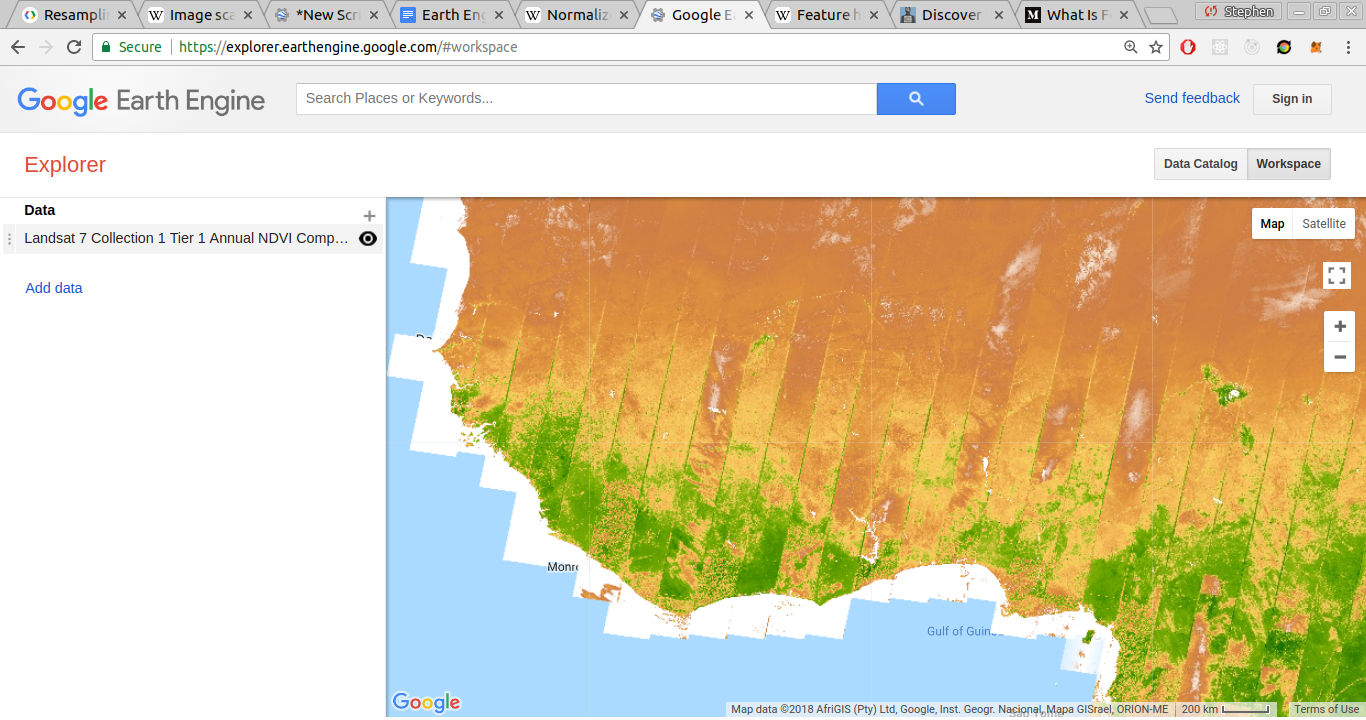 Resampli
Image sca
*New Scri
Earth Eng
Normaliz
Google Ea
Feature h
Discover
What Is F
Stephen
Secure
https://explorer.earthengine.google.com/#workspace
Google Earth Engine
Search Places or Keywords...
Send feedback
Sign in
Explorer
Data Catalog
Workspace
Data
Landsat 7 Collection 1 Tier 1 Annual NDVI Comp...
Add data
Map
Satellite
Monro
Gulf of Guin
Google
Map data ©2018 AfriGIS (Pty) Ltd, Google, Inst. Geogr. Nacional, Mapa GISrael, ORION-ME
200 km
Terms of Use